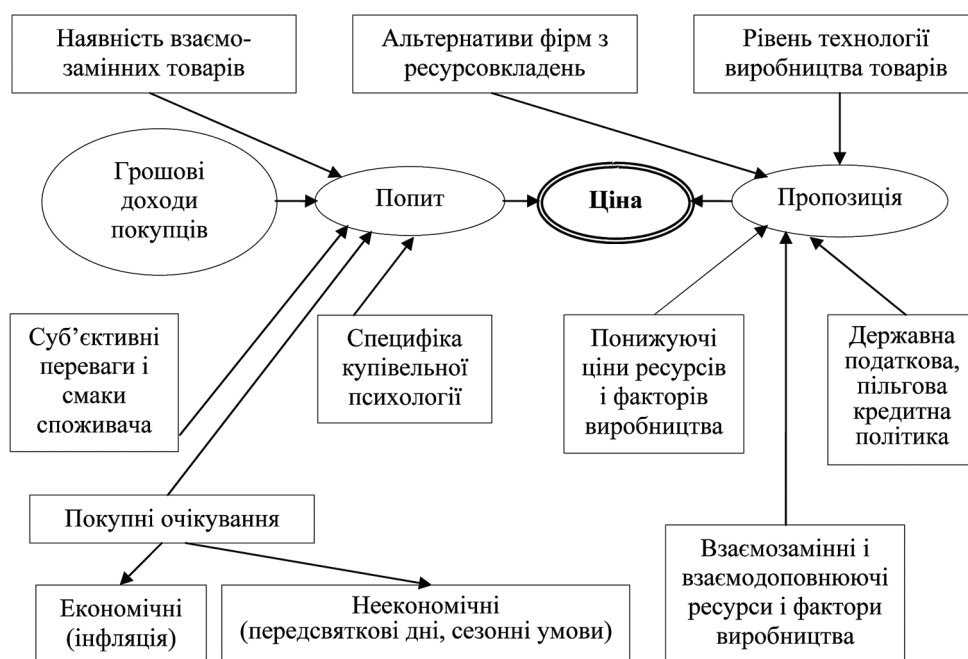 Наявність взаємо-
замінних товарів
Альтернативи фірм з
ресурсовкладень
Рівень технології
виробництва товарів
Грошові
доходи
покупців
Попит
Ціна
Пропозиція
Суб’єктивні
переваги і
смаки
споживача
Специфіка
купівельної
психології
Понижуючі
ціни ресурсів
і факторів
виробництва
Державна
податкова,
пільгова
кредитна
політика
Покупні очікування
Економічні
(інфляція)
Неекономічні
(передсвяткові дні, сезонні умови)
Взаємозамінні і
взаємодоповнюючі
ресурси і фактори
виробництва